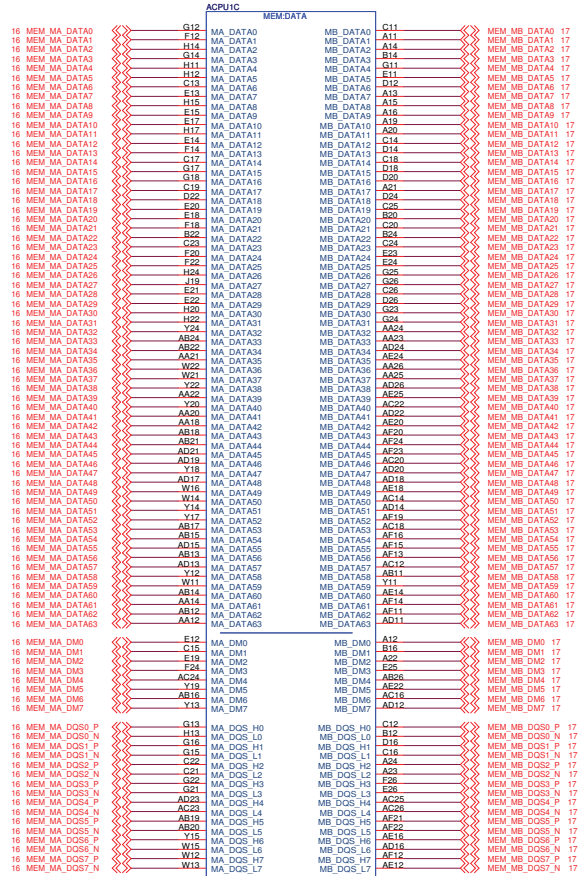 ACPU1C
MEM:DATA
16 MEM_MA_DATA0 G12 MA_DATA0 MB_DATA0 C11 MEM_MB_DATA0 17
16 MEM_MA_DATA1 F12 MA_DATA1 MB_DATA1 A11 MEM_MB_DATA1 17
16 MEM_MA_DATA2 H14 MA_DATA2 MB_DATA2 A14 MEM_MB_DATA2 17
16 MEM_MA_DATA3 G14 MA_DATA3 MB_DATA3 B14 MEM_MB_DATA3 17
16 MEM_MA_DATA4 H11 MA_DATA4 MB_DATA4 G11 MEM_MB_DATA4 17
16 MEM_MA_DATA5 H12 MA_DATA5 MB_DATA5 E11 MEM_MB_DATA5 17
16 MEM_MA_DATA6 C13 MA_DATA6 MB_DATA6 D12 MEM_MB_DATA6 17
16 MEM_MA_DATA7 E13 MA_DATA7 MB_DATA7 A13 MEM_MB_DATA7 17
16 MEM_MA_DATA8 H15 MA_DATA8 MB_DATA8 A15 MEM_MB_DATA8 17
16 MEM_MA_DATA9 E15 MA_DATA9 MB_DATA9 A16 MEM_MB_DATA9 17
16 MEM_MA_DATA10 E17 MA_DATA10 MB_DATA10 A19 MEM_MB_DATA10 17
16 MEM_MA_DATA11 H17 MA_DATA11 MB_DATA11 A20 MEM_MB_DATA11 17
16 MEM_MA_DATA12 E14 MA_DATA12 MB_DATA12 C14 MEM_MB_DATA12 17
16 MEM_MA_DATA13 F14 MA_DATA13 MB_DATA13 D14 MEM_MB_DATA13 17
16 MEM_MA_DATA14 C17 MA_DATA14 MB_DATA14 C18 MEM_MB_DATA14 17
16 MEM_MA_DATA15 G17 MA_DATA15 MB_DATA15 D18 MEM_MB_DATA15 17
16 MEM_MA_DATA16 G18 MA_DATA16 MB_DATA16 D20 MEM_MB_DATA16 17
16 MEM_MA_DATA17 C19 MA_DATA17 MB_DATA17 A21 MEM_MB_DATA17 17
16 MEM_MA_DATA18 D22 MA_DATA18 MB_DATA18 D24 MEM_MB_DATA18 17
16 MEM_MA_DATA19 E20 MA_DATA19 MB_DATA19 C25 MEM_MB_DATA19 17
16 MEM_MA_DATA20 E18 MA_DATA20 MB_DATA20 B20 MEM_MB_DATA20 17
16 MEM_MA_DATA21 F18 MA_DATA21 MB_DATA21 C20 MEM_MB_DATA21 17
16 MEM_MA_DATA22 B22 MA_DATA22 MB_DATA22 B24 MEM_MB_DATA22 17
16 MEM_MA_DATA23 C23 MA_DATA23 MB_DATA23 C24 MEM_MB_DATA23 17
16 MEM_MA_DATA24 F20 MA_DATA24 MB_DATA24 E23 MEM_MB_DATA24 17
16 MEM_MA_DATA25 F22 MA_DATA25 MB_DATA25 E24 MEM_MB_DATA25 17
16 MEM_MA_DATA26 H24 MA_DATA26 MB_DATA26 G25 MEM_MB_DATA26 17
16 MEM_MA_DATA27 J19 MA_DATA27 MB_DATA27 G26 MEM_MB_DATA27 17
16 MEM_MA_DATA28 E21 MA_DATA28 MB_DATA28 C26 MEM_MB_DATA28 17
16 MEM_MA_DATA29 E22 MA_DATA29 MB_DATA29 D26 MEM_MB_DATA29 17
16 MEM_MA_DATA30 H20 MA_DATA30 MB_DATA30 G23 MEM_MB_DATA30 17
16 MEM_MA_DATA31 H22 MA_DATA31 MB_DATA31 G24 MEM_MB_DATA31 17
16 MEM_MA_DATA32 Y24 MA_DATA32 MB_DATA32 AA24 MEM_MB_DATA32 17
16 MEM_MA_DATA33 AB24 MA_DATA33 MB_DATA33 AA23 MEM_MB_DATA33 17
16 MEM_MA_DATA34 AB22 MA_DATA34 MB_DATA34 AD24 MEM_MB_DATA34 17
16 MEM_MA_DATA35 AA21 MA_DATA35 MB_DATA35 AE24 MEM_MB_DATA35 17
16 MEM_MA_DATA36 W22 MA_DATA36 MB_DATA36 AA26 MEM_MB_DATA36 17
16 MEM_MA_DATA37 W21 MA_DATA37 MB_DATA37 AA25 MEM_MB_DATA37 17
16 MEM_MA_DATA38 Y22 MA_DATA38 MB_DATA38 AD26 MEM_MB_DATA38 17
16 MEM_MA_DATA39 AA22 MA_DATA39 MB_DATA39 AE25 MEM_MB_DATA39 17
16 MEM_MA_DATA40 Y20 MA_DATA40 MB_DATA40 AC22 MEM_MB_DATA40 17
16 MEM_MA_DATA41 AA20 MA_DATA41 MB_DATA41 AD22 MEM_MB_DATA41 17
16 MEM_MA_DATA42 AA18 MA_DATA42 MB_DATA42 AE20 MEM_MB_DATA42 17
16 MEM_MA_DATA43 AB18 MA_DATA43 MB_DATA43 AF20 MEM_MB_DATA43 17
16 MEM_MA_DATA44 AB21 MA_DATA44 MB_DATA44 AF24 MEM_MB_DATA44 17
16 MEM_MA_DATA45 AD21 MA_DATA45 MB_DATA45 AF23 MEM_MB_DATA45 17
16 MEM_MA_DATA46 AD19 MA_DATA46 MB_DATA46 AC20 MEM_MB_DATA46 17
16 MEM_MA_DATA47 Y18 MA_DATA47 MB_DATA47 AD20 MEM_MB_DATA47 17
16 MEM_MA_DATA48 AD17 MA_DATA48 MB_DATA48 AD18 MEM_MB_DATA48 17
16 MEM_MA_DATA49 W16 MA_DATA49 MB_DATA49 AE18 MEM_MB_DATA49 17
16 MEM_MA_DATA50 W14 MA_DATA50 MB_DATA50 AC14 MEM_MB_DATA50 17
16 MEM_MA_DATA51 Y14 MA_DATA51 MB_DATA51 AD14 MEM_MB_DATA51 17
16 MEM_MA_DATA52 Y17 MA_DATA52 MB_DATA52 AF19 MEM_MB_DATA52 17
16 MEM_MA_DATA53 AB17 MA_DATA53 MB_DATA53 AC18 MEM_MB_DATA53 17
16 MEM_MA_DATA54 AB15 MA_DATA54 MB_DATA54 AF16 MEM_MB_DATA54 17
16 MEM_MA_DATA55 AD15 MA_DATA55 MB_DATA55 AF15 MEM_MB_DATA55 17
16 MEM_MA_DATA56 AB13 MA_DATA56 MB_DATA56 AF13 MEM_MB_DATA56 17
16 MEM_MA_DATA57 AD13 MA_DATA57 MB_DATA57 AC12 MEM_MB_DATA57 17
16 MEM_MA_DATA58 Y12 MA_DATA58 MB_DATA58 AB11 MEM_MB_DATA58 17
16 MEM_MA_DATA59 W11 MA_DATA59 MB_DATA59 Y11 MEM_MB_DATA59 17
16 MEM_MA_DATA60 AB14 MA_DATA60 MB_DATA60 AE14 MEM_MB_DATA60 17
16 MEM_MA_DATA61 AA14 MA_DATA61 MB_DATA61 AF14 MEM_MB_DATA61 17
16 MEM_MA_DATA62 AB12 MA_DATA62 MB_DATA62 AF11 MEM_MB_DATA62 17
16 MEM_MA_DATA63 AA12 MA_DATA63 MB_DATA63 AD11 MEM_MB_DATA63 17
16 MEM_MA_DM0 E12 MA_DM0 MB_DM0 A12 MEM_MB_DM0 17
16 MEM_MA_DM1 C15 MA_DM1 MB_DM1 B16 MEM_MB_DM1 17
16 MEM_MA_DM2 E19 MA_DM2 MB_DM2 A22 MEM_MB_DM2 17
16 MEM_MA_DM3 F24 MA_DM3 MB_DM3 E25 MEM_MB_DM3 17
16 MEM_MA_DM4 AC24 MA_DM4 MB_DM4 AB26 MEM_MB_DM4 17
16 MEM_MA_DM5 Y19 MA_DM5 MB_DM5 AE22 MEM_MB_DM5 17
16 MEM_MA_DM6 AB16 MA_DM6 MB_DM6 AC16 MEM_MB_DM6 17
16 MEM_MA_DM7 Y13 MA_DM7 MB_DM7 AD12 MEM_MB_DM7 17
16 MEM_MA_DQS0_P G13 MA_DQS_H0 MB_DQS_H0 C12 MEM_MB_DQS0_P 17
16 MEM_MA_DQS0_N H13 MA_DQS_L0 MB_DQS_L0 B12 MEM_MB_DQS0_N 17
16 MEM_MA_DQS1_P G16 MA_DQS_H1 MB_DQS_H1 D16 MEM_MB_DQS1_P 17
16 MEM_MA_DQS1_N G15 MA_DQS_L1 MB_DQS_L1 C16 MEM_MB_DQS1_N 17
16 MEM_MA_DQS2_P C22 MA_DQS_H2 MB_DQS_H2 A24 MEM_MB_DQS2_P 17
16 MEM_MA_DQS2_N C21 MA_DQS_L2 MB_DQS_L2 A23 MEM_MB_DQS2_N 17
16 MEM_MA_DQS3_P G22 MA_DQS_H3 MB_DQS_H3 F26 MEM_MB_DQS3_P 17
16 MEM_MA_DQS3_N G21 MA_DQS_L3 MB_DQS_L3 E26 MEM_MB_DQS3_N 17
16 MEM_MA_DQS4_P AD23 MA_DQS_H4 MB_DQS_H4 AC25 MEM_MB_DQS4_P 17
16 MEM_MA_DQS4_N AC23 MA_DQS_L4 MB_DQS_L4 AC26 MEM_MB_DQS4_N 17
16 MEM_MA_DQS5_P AB19 MA_DQS_H5 MB_DQS_H5 AF21 MEM_MB_DQS5_P 17
16 MEM_MA_DQS5_N AB20 MA_DQS_L5 MB_DQS_L5 AF22 MEM_MB_DQS5_N 17
16 MEM_MA_DQS6_P Y15 MA_DQS_H6 MB_DQS_H6 AE16 MEM_MB_DQS6_P 17
16 MEM_MA_DQS6_N W15 MA_DQS_L6 MB_DQS_L6 AD16 MEM_MB_DQS6_N 17
16 MEM_MA_DQS7_P W12 MA_DQS_H7 MB_DQS_H7 AF12 MEM_MB_DQS7_P 17
16 MEM_MA_DQS7_N W13 MA_DQS_L7 MB_DQS_L7 AE12 MEM_MB_DQS7_N 17